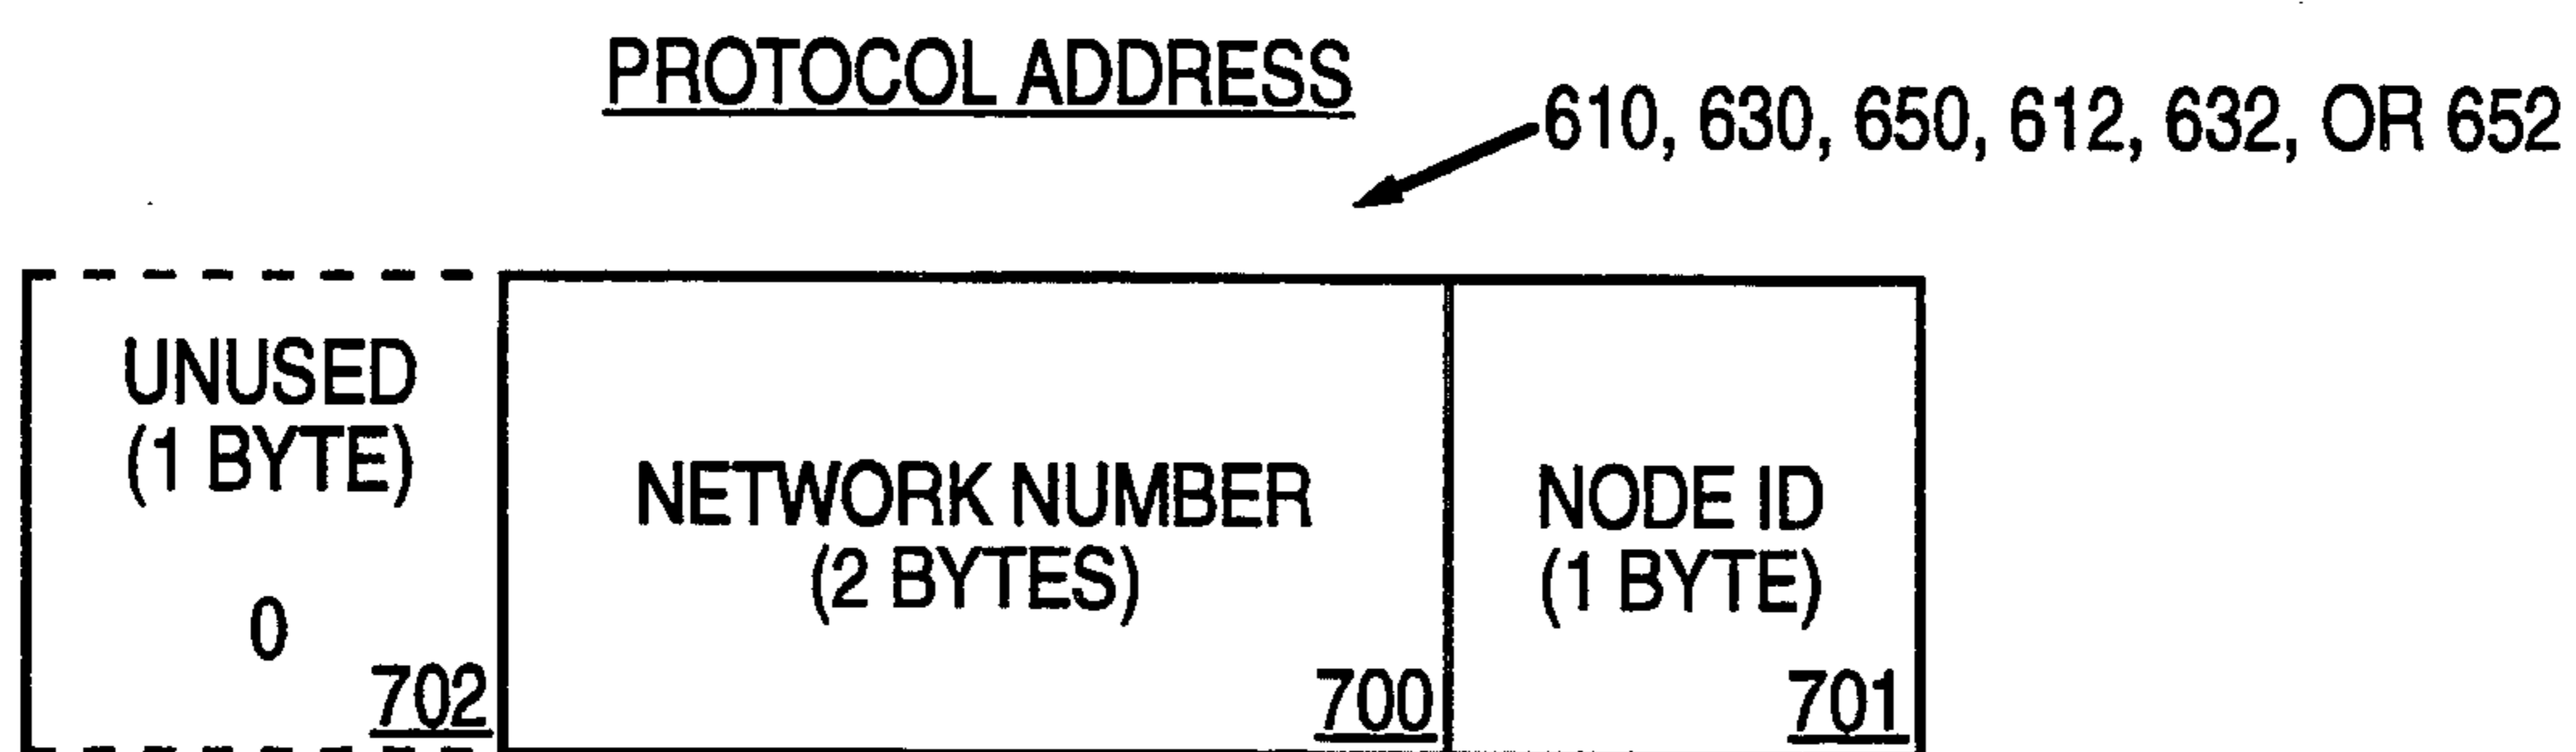 PROTOCOL ADDRESS
610, 630, 650, 612, 632, OR 652
UNUSED
(1 BYTE)
0
702
NETWORK NUMBER
(2 BYTES)
700
NODE ID
(1 BYTE)
701